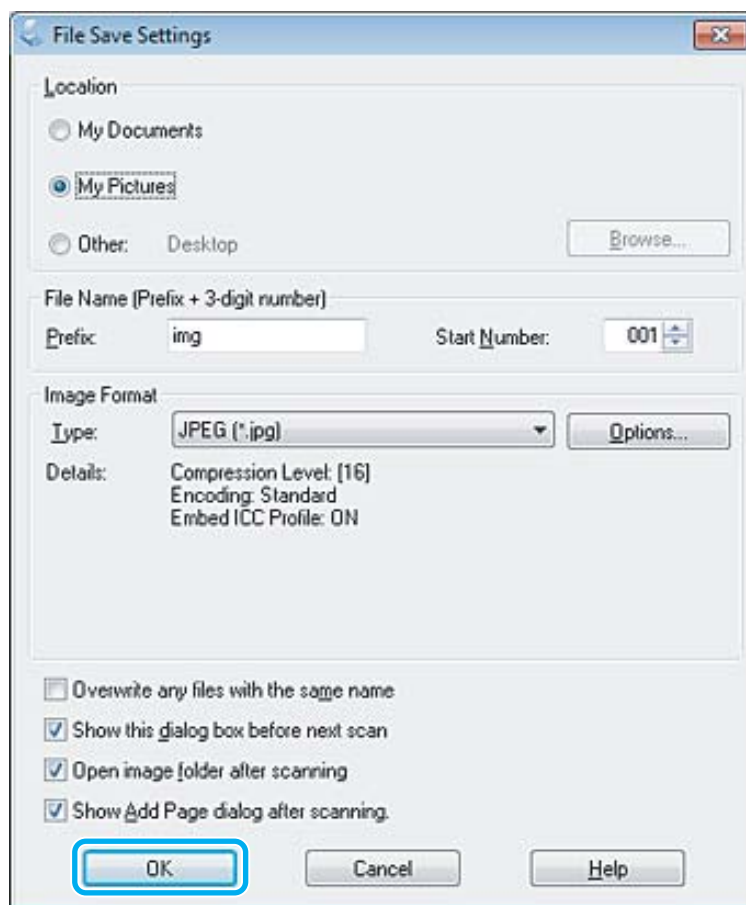 File Save Settings
Location
My Documents
My Pictures
Other: Desktop Browse...
File Name (Prefix + 3-digit number)
Prefix: img Start Number: 001
Image Format
Type: JPEG (*.jpg) Options...
Details: Compression Level: [16]
Encoding: Standard
Embed ICC Profile: ON
Overwrite any files with the same name
Show this dialog box before next scan
Open image folder after scanning
Show Add Page dialog after scanning.
OK Cancel Help